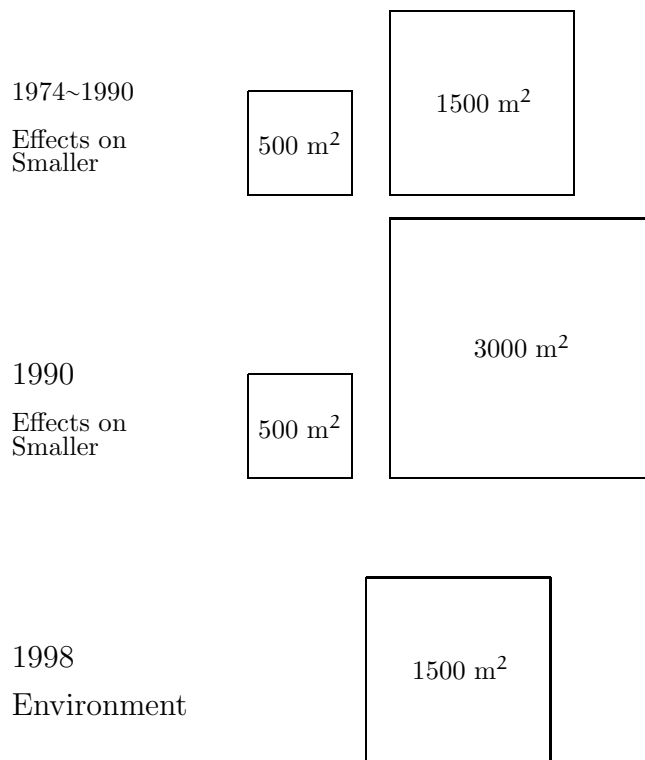 1974~1990
1500 m²
Effects on
Smaller
500 m²
3000 m²
1990
Effects on
Smaller
500 m²
1998
1500 m²
Environment